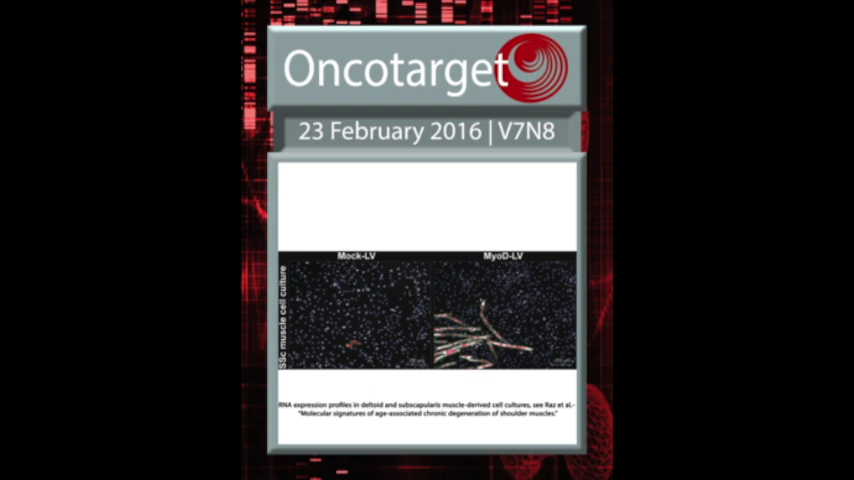 Oncotarget
23 February 2016 | V7N8
Mock-LV MyoD-LV
SSc muscle cell culture
RNA expression profiles in deltoid and subscapularis muscle-derived cell cultures, see Raz et al.-
"Molecular signatures of age-associated chronic degeneration of shoulder muscles."